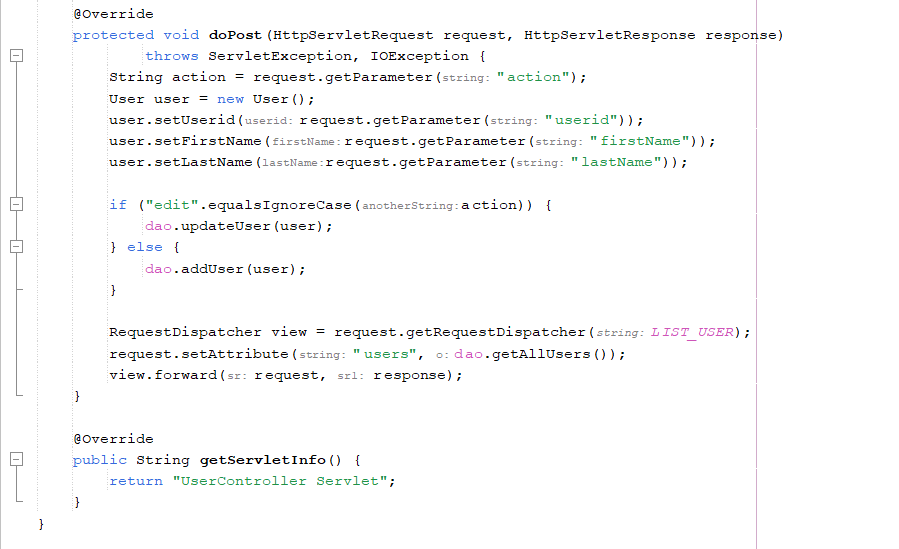 @Override
protected void doPost(HttpServletRequest request, HttpServletResponse response)
throws ServletException, IOException {
String action = request.getParameter(string: "action");
User user = new User();
user.setUserid(userid: request.getParameter(string: "userid"));
user.setFirstName(firstName: request.getParameter(string: "firstName"));
user.setLastName(lastName: request.getParameter(string: "lastName"));
if ("edit".equalsIgnoreCase(anotherString: action)) {
dao.updateUser(user);
} else {
dao.addUser(user);
}
RequestDispatcher view = request.getRequestDispatcher(string: LIST_USER);
request.setAttribute(string: "users", o: dao.getAllUsers());
view.forward(sr: request, sr1: response);
}
@Override
public String getServletInfo() {
return "UserController Servlet";
}
}